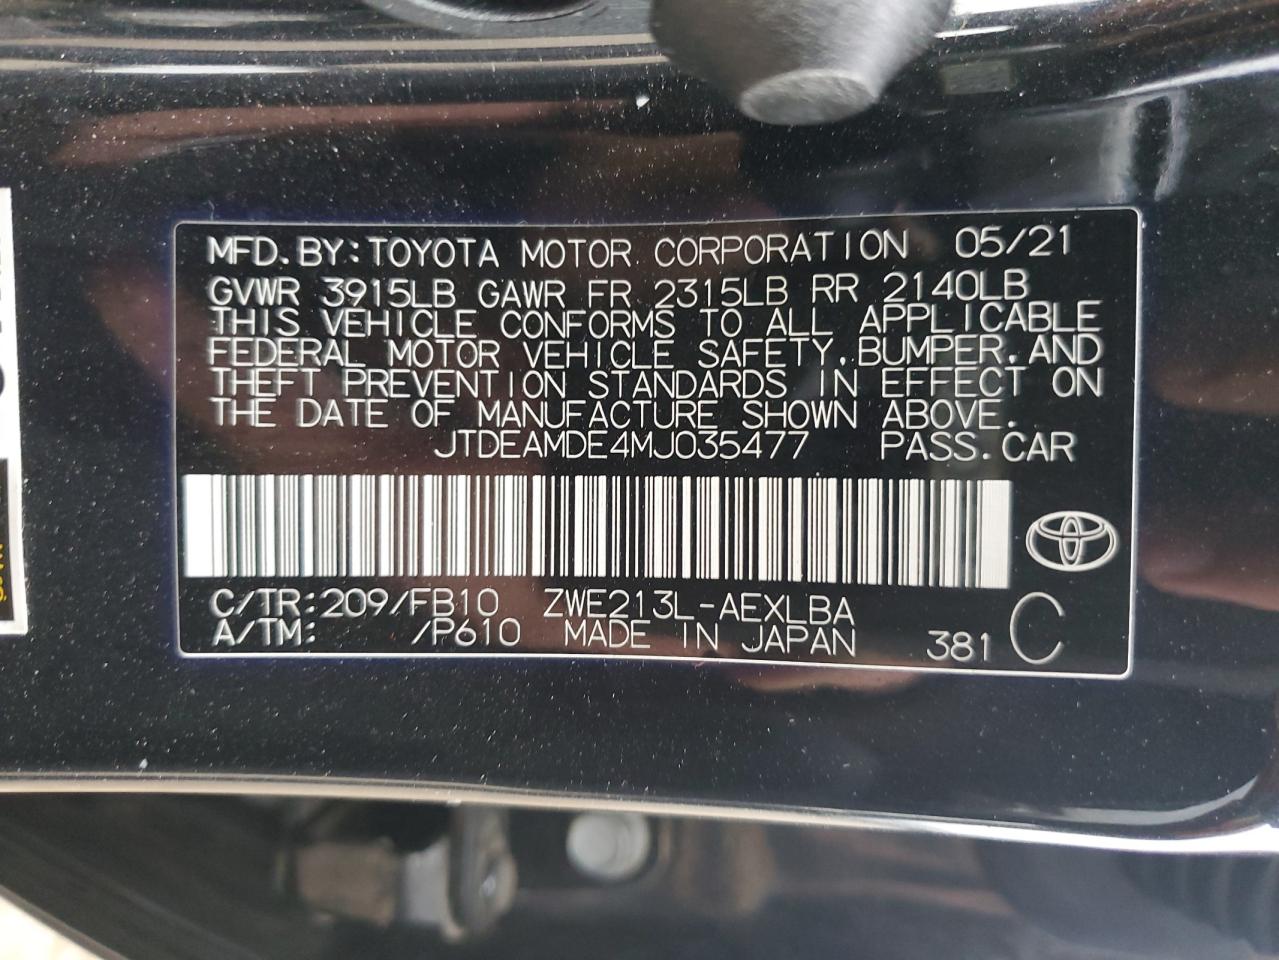 MFD. BY: TOYOTA MOTOR CORPORATION 05/21
GVWR 3915LB GAWR FR 2315LB RR 2140LB
THIS VEHICLE CONFORMS TO ALL APPLICABLE
FEDERAL MOTOR VEHICLE SAFETY, BUMPER, AND
THEFT PREVENTION STANDARDS IN EFFECT ON
THE DATE OF MANUFACTURE SHOWN ABOVE.
JTDEAMDE4MJ035477 PASS. CAR
C/TR: 209/FB10 ZWE213L-AEXLBA
A/TM: /P610 MADE IN JAPAN 381 C